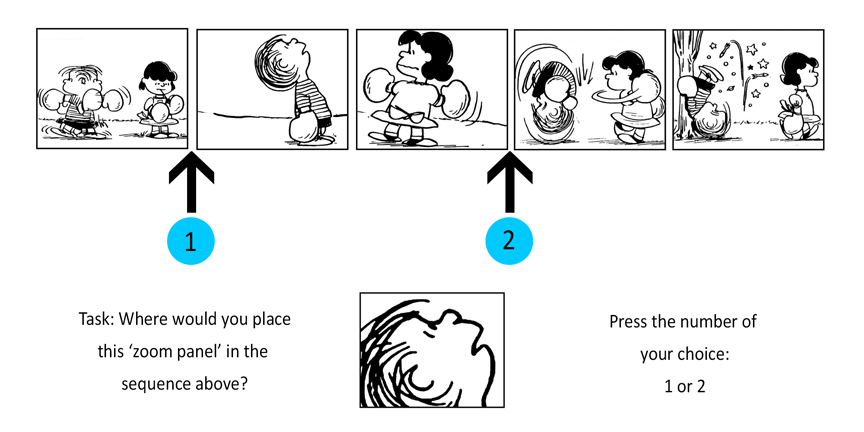 1
2
Task: Where would you place
this ‘zoom panel’ in the
sequence above?
Press the number of
your choice:
1 or 2